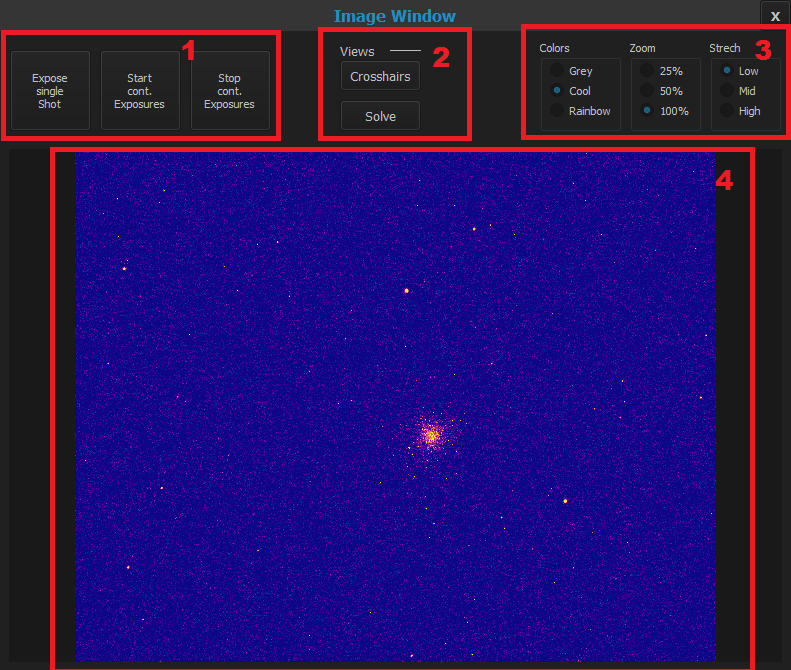 Image Window
x
1
Expose
single
Shot
Start
cont.
Exposures
Stop
cont.
Exposures
Views
2
Crosshairs
Solve
3
Colors
Grey
Cool
Rainbow
Zoom
25%
50%
100%
Strech
Low
Mid
High
4